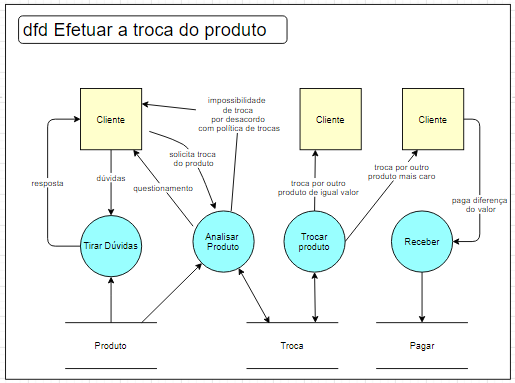 dfd Efetuar a troca do produto
impossibilidade
de troca
por desacordo
com política de trocas
Cliente
Cliente
Cliente
solicita troca
do produto
resposta
dúvidas
questionamento
troca por outro
produto de igual valor
troca por outro
produto mais caro
paga diferença
do valor
Tirar Dúvidas
Analisar
Produto
Trocar
produto
Receber
Produto
Troca
Pagar